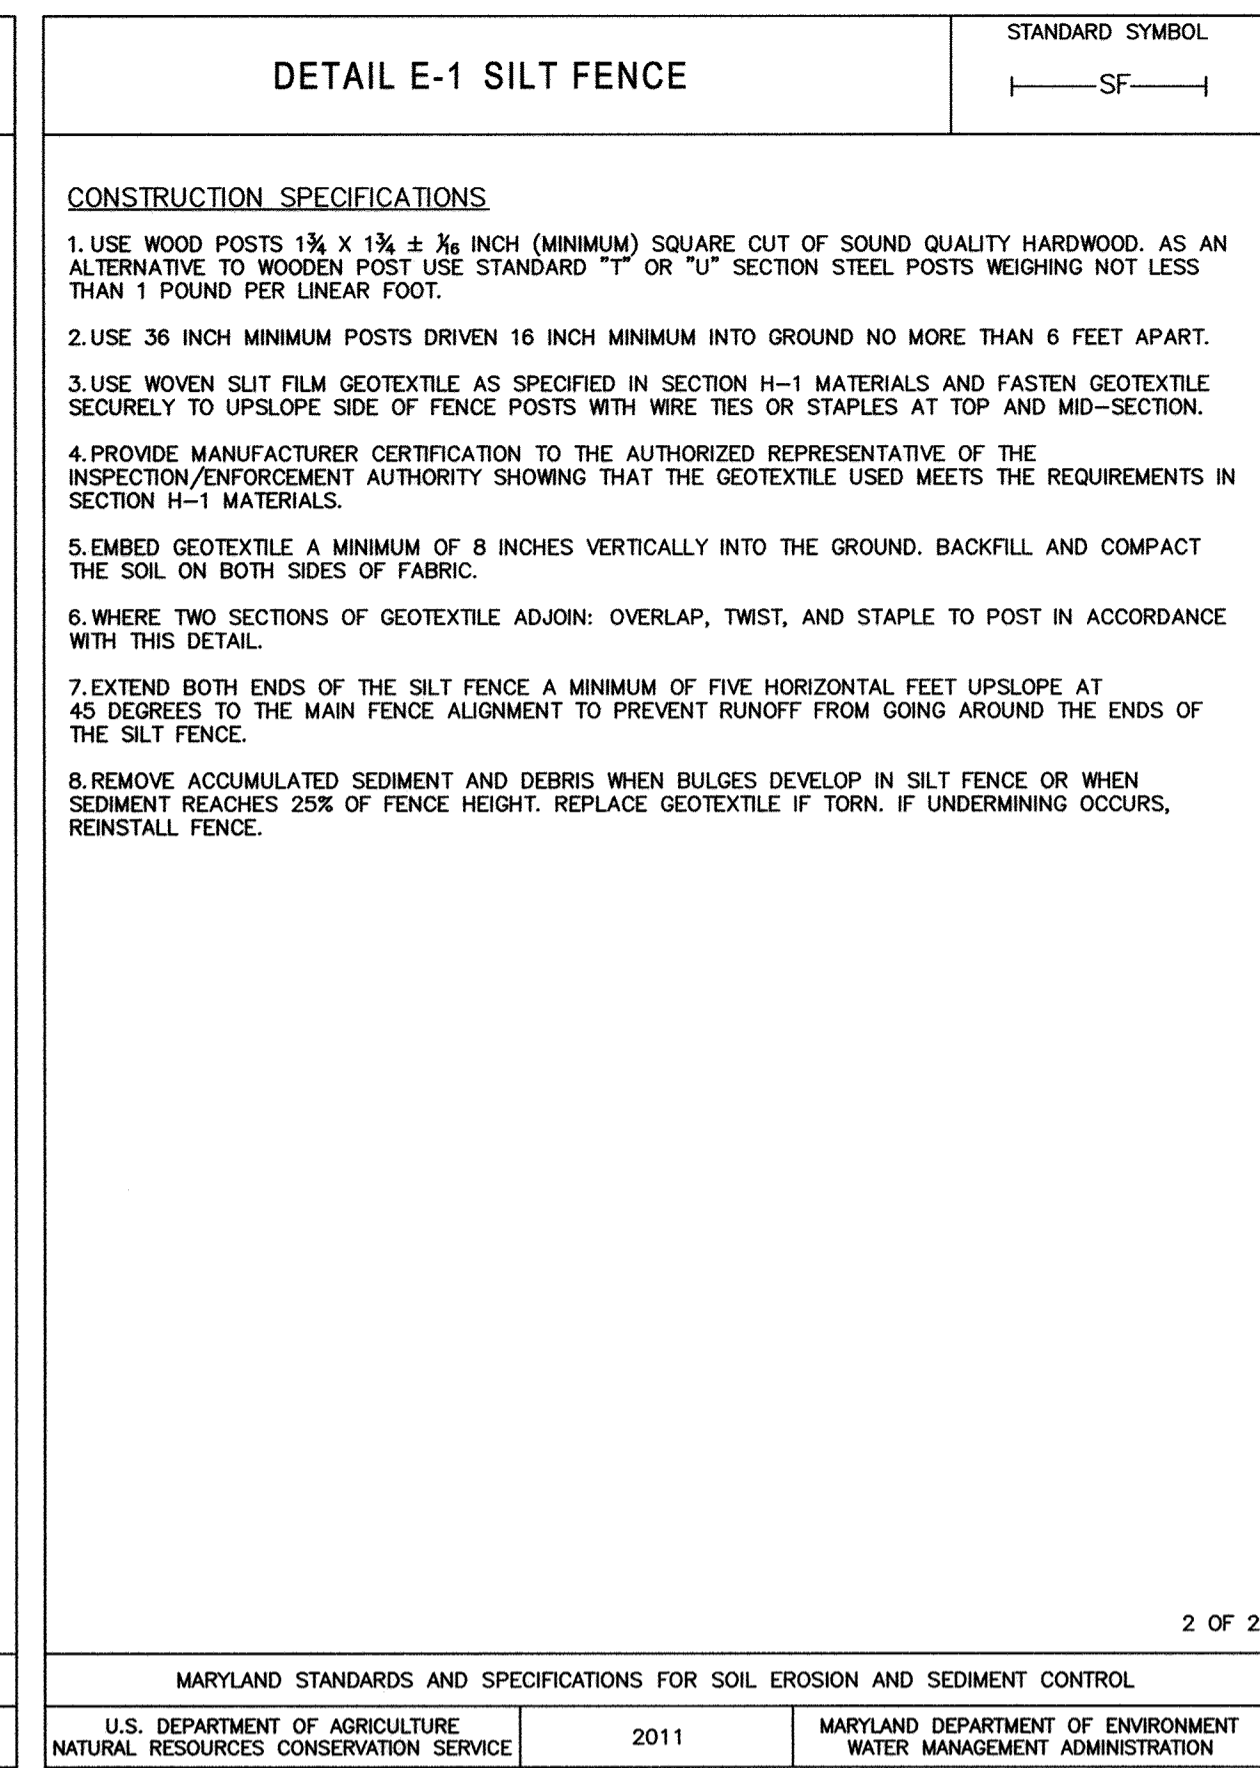 DETAIL E-1 SILT FENCE
STANDARD SYMBOL
SF
CONSTRUCTION SPECIFICATIONS
1. USE WOOD POSTS 1¾ X 1¾ ± 1/16 INCH (MINIMUM) SQUARE CUT OF SOUND QUALITY HARDWOOD. AS AN
ALTERNATIVE TO WOODEN POST USE STANDARD "T" OR "U" SECTION STEEL POSTS WEIGHING NOT LESS
THAN 1 POUND PER LINEAR FOOT.
2. USE 36 INCH MINIMUM POSTS DRIVEN 16 INCH MINIMUM INTO GROUND NO MORE THAN 6 FEET APART.
3. USE WOVEN SLIT FILM GEOTEXTILE AS SPECIFIED IN SECTION H-1 MATERIALS AND FASTEN GEOTEXTILE
SECURELY TO UPSLOPE SIDE OF FENCE POSTS WITH WIRE TIES OR STAPLES AT TOP AND MID-SECTION.
4. PROVIDE MANUFACTURER CERTIFICATION TO THE AUTHORIZED REPRESENTATIVE OF THE
INSPECTION/ENFORCEMENT AUTHORITY SHOWING THAT THE GEOTEXTILE USED MEETS THE REQUIREMENTS IN
SECTION H-1 MATERIALS.
5. EMBED GEOTEXTILE A MINIMUM OF 8 INCHES VERTICALLY INTO THE GROUND. BACKFILL AND COMPACT
THE SOIL ON BOTH SIDES OF FABRIC.
6. WHERE TWO SECTIONS OF GEOTEXTILE ADJOIN: OVERLAP, TWIST, AND STAPLE TO POST IN ACCORDANCE
WITH THIS DETAIL.
7. EXTEND BOTH ENDS OF THE SILT FENCE A MINIMUM OF FIVE HORIZONTAL FEET UPSLOPE AT
45 DEGREES TO THE MAIN FENCE ALIGNMENT TO PREVENT RUNOFF FROM GOING AROUND THE ENDS OF
THE SILT FENCE.
8. REMOVE ACCUMULATED SEDIMENT AND DEBRIS WHEN BULGES DEVELOP IN SILT FENCE OR WHEN
SEDIMENT REACHES 25% OF FENCE HEIGHT. REPLACE GEOTEXTILE IF TORN. IF UNDERMINING OCCURS,
REINSTALL FENCE.
2 OF 2
MARYLAND STANDARDS AND SPECIFICATIONS FOR SOIL EROSION AND SEDIMENT CONTROL
U.S. DEPARTMENT OF AGRICULTURE
NATURAL RESOURCES CONSERVATION SERVICE
2011
MARYLAND DEPARTMENT OF ENVIRONMENT
WATER MANAGEMENT ADMINISTRATION